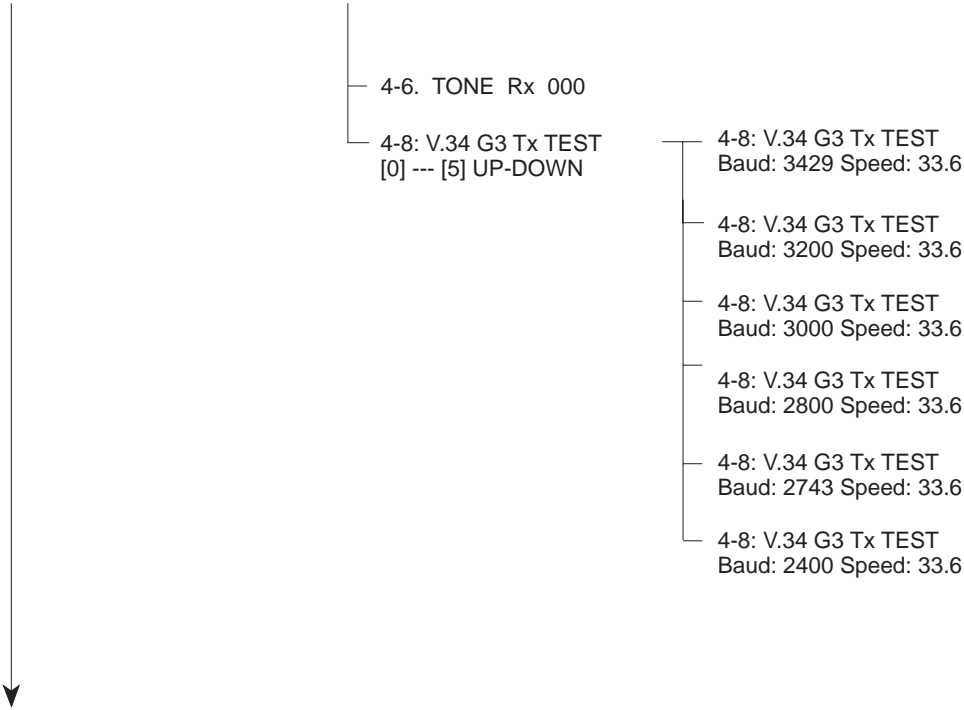 4-6. TONE Rx 000
4-8: V.34 G3 Tx TEST
[0] --- [5] UP-DOWN
4-8: V.34 G3 Tx TEST
Baud: 3429 Speed: 33.6
4-8: V.34 G3 Tx TEST
Baud: 3200 Speed: 33.6
4-8: V.34 G3 Tx TEST
Baud: 3000 Speed: 33.6
4-8: V.34 G3 Tx TEST
Baud: 2800 Speed: 33.6
4-8: V.34 G3 Tx TEST
Baud: 2743 Speed: 33.6
4-8: V.34 G3 Tx TEST
Baud: 2400 Speed: 33.6